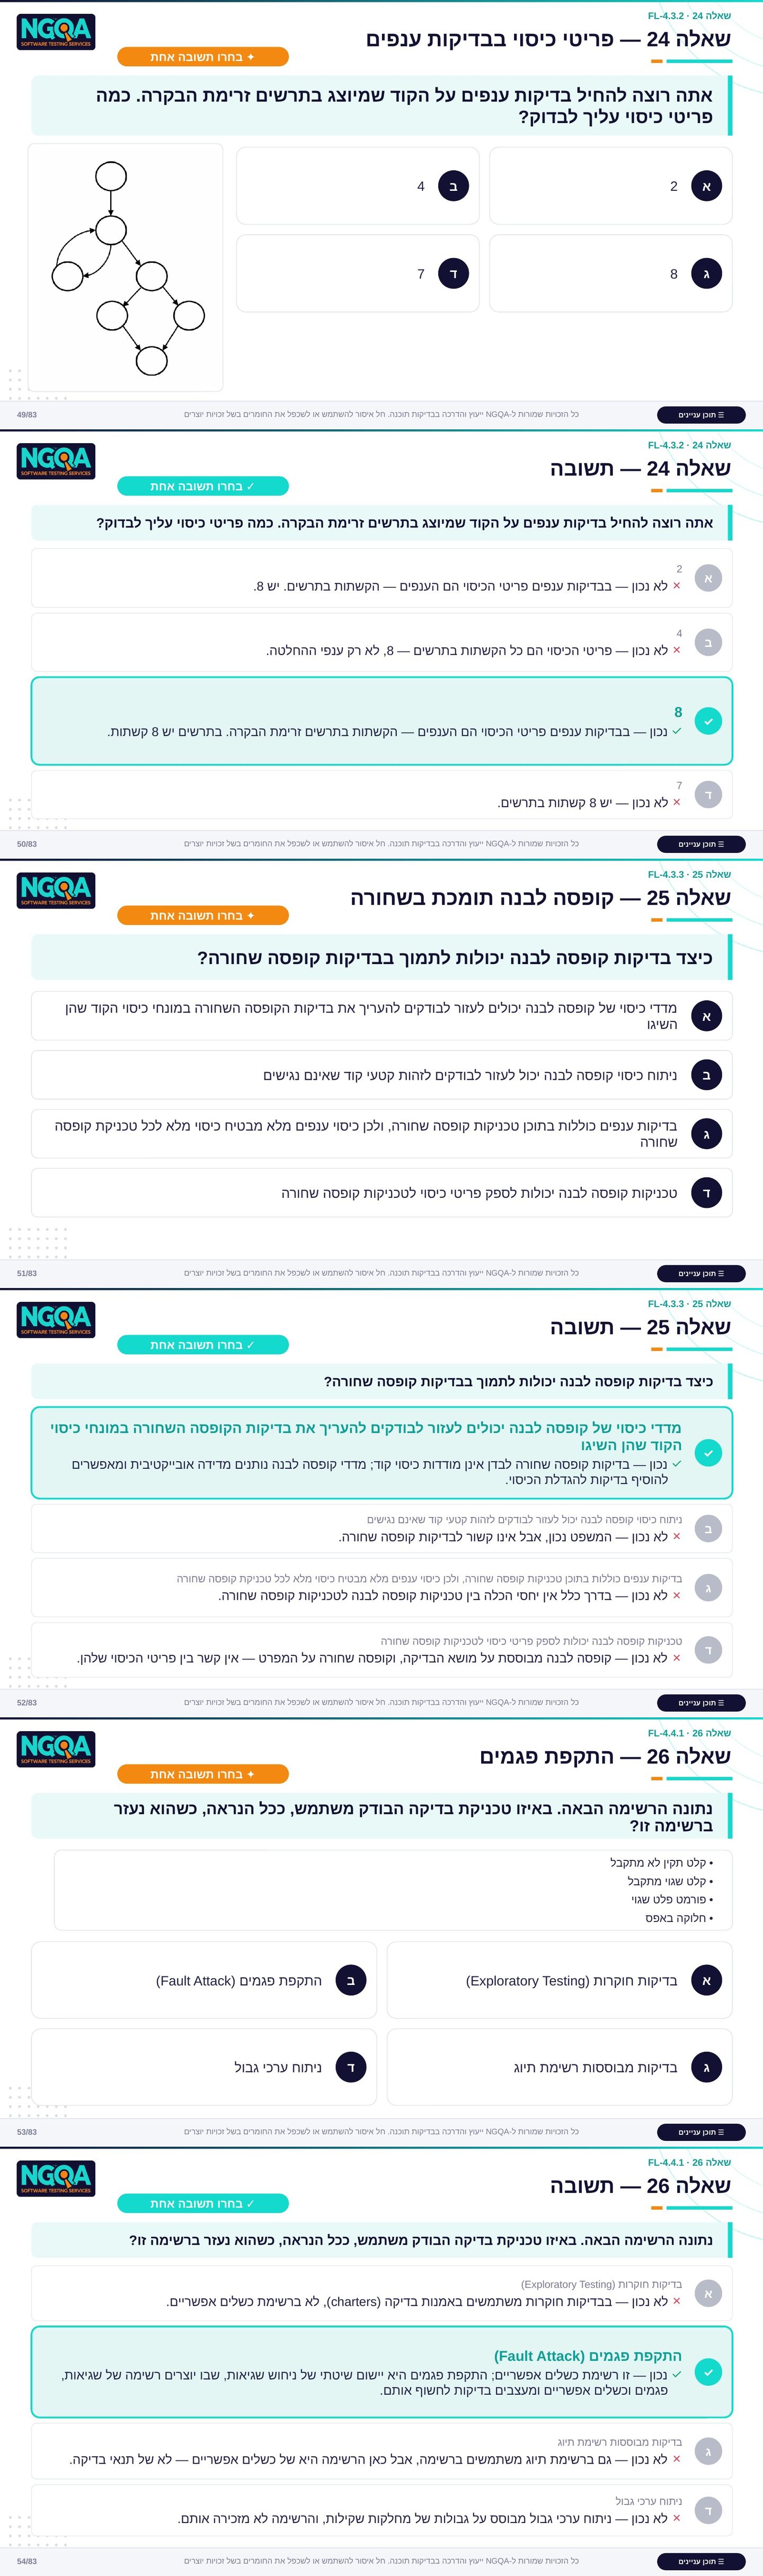 שאלה 24 · FL-4.3.2
שאלה 24 — פריטי כיסוי בבדיקות ענפים
NGQA
SOFTWARE TESTING SERVICES
✦ בחרו תשובה אחת
אתה רוצה להחיל בדיקות ענפים על הקוד שמיוצג בתרשים זרימת הבקרה. כמה
פריטי כיסוי עליך לבדוק?
א 2
ב 4
ג 8
ד 7
☰ תוכן עניינים
כל הזכויות שמורות ל-NGQA ייעוץ והדרכה בבדיקות תוכנה. חל איסור להשתמש או לשכפל את החומרים בשל זכויות יוצרים
49/83
שאלה 24 · FL-4.3.2
שאלה 24 — תשובה
NGQA
SOFTWARE TESTING SERVICES
✓ בחרו תשובה אחת
אתה רוצה להחיל בדיקות ענפים על הקוד שמיוצג בתרשים זרימת הבקרה. כמה פריטי כיסוי עליך לבדוק?
א 2
✕ לא נכון — בבדיקות ענפים פריטי הכיסוי הם הענפים — הקשתות בתרשים. יש 8.
ב 4
✕ לא נכון — פריטי הכיסוי הם כל הקשתות בתרשים — 8, לא רק ענפי ההחלטה.
✓ 8
✓ נכון — בבדיקות ענפים פריטי הכיסוי הם הענפים — הקשתות בתרשים זרימת הבקרה. בתרשים יש 8 קשתות.
ד 7
✕ לא נכון — יש 8 קשתות בתרשים.
☰ תוכן עניינים
כל הזכויות שמורות ל-NGQA ייעוץ והדרכה בבדיקות תוכנה. חל איסור להשתמש או לשכפל את החומרים בשל זכויות יוצרים
50/83
שאלה 25 · FL-4.3.3
שאלה 25 — קופסה לבנה תומכת בשחורה
NGQA
SOFTWARE TESTING SERVICES
✦ בחרו תשובה אחת
כיצד בדיקות קופסה לבנה יכולות לתמוך בבדיקות קופסה שחורה?
א מדדי כיסוי של קופסה לבנה יכולים לעזור לבודקים להעריך את בדיקות הקופסה השחורה במונחי כיסוי הקוד שהן
השיגו
ב ניתוח כיסוי קופסה לבנה יכול לעזור לבודקים לזהות קטעי קוד שאינם נגישים
ג בדיקות ענפים כוללות בתוכן טכניקות קופסה שחורה, ולכן כיסוי ענפים מלא מבטיח כיסוי מלא לכל טכניקת קופסה
שחורה
ד טכניקות קופסה לבנה יכולות לספק פריטי כיסוי לטכניקות קופסה שחורה
☰ תוכן עניינים
כל הזכויות שמורות ל-NGQA ייעוץ והדרכה בבדיקות תוכנה. חל איסור להשתמש או לשכפל את החומרים בשל זכויות יוצרים
51/83
שאלה 25 · FL-4.3.3
שאלה 25 — תשובה
NGQA
SOFTWARE TESTING SERVICES
✓ בחרו תשובה אחת
כיצד בדיקות קופסה לבנה יכולות לתמוך בבדיקות קופסה שחורה?
✓ מדדי כיסוי של קופסה לבנה יכולים לעזור לבודקים להעריך את בדיקות הקופסה השחורה במונחי כיסוי
הקוד שהן השיגו
✓ נכון — בדיקות קופסה שחורה לבדן אינן מודדות כיסוי קוד; מדדי קופסה לבנה נותנים מדידה אובייקטיבית ומאפשרים
להוסיף בדיקות להגדלת הכיסוי.
ב ניתוח כיסוי קופסה לבנה יכול לעזור לבודקים לזהות קטעי קוד שאינם נגישים
✕ לא נכון — המשפט נכון, אבל אינו קשור לבדיקות קופסה שחורה.
ג בדיקות ענפים כוללות בתוכן טכניקות קופסה שחורה, ולכן כיסוי ענפים מלא מבטיח כיסוי מלא לכל טכניקת קופסה שחורה
✕ לא נכון — בדרך כלל אין יחסי הכלה בין טכניקות קופסה לבנה לטכניקות קופסה שחורה.
ד טכניקות קופסה לבנה יכולות לספק פריטי כיסוי לטכניקות קופסה שחורה
✕ לא נכון — קופסה לבנה מבוססת על מושא הבדיקה, וקופסה שחורה על המפרט — אין קשר בין פריטי הכיסוי שלהן.
☰ תוכן עניינים
כל הזכויות שמורות ל-NGQA ייעוץ והדרכה בבדיקות תוכנה. חל איסור להשתמש או לשכפל את החומרים בשל זכויות יוצרים
52/83
שאלה 26 · FL-4.4.1
שאלה 26 — התקפת פגמים
NGQA
SOFTWARE TESTING SERVICES
✦ בחרו תשובה אחת
נתונה הרשימה הבאה. באיזו טכניקת בדיקה הבודק משתמש, ככל הנראה, כשהוא נעזר
ברשימה זו?
• קלט תקין לא מתקבל
• קלט שגוי מתקבל
• פורמט פלט שגוי
• חלוקה באפס
א בדיקות חוקרות (Exploratory Testing)
ב התקפת פגמים (Fault Attack)
ג בדיקות מבוססות רשימת תיוג
ד ניתוח ערכי גבול
☰ תוכן עניינים
כל הזכויות שמורות ל-NGQA ייעוץ והדרכה בבדיקות תוכנה. חל איסור להשתמש או לשכפל את החומרים בשל זכויות יוצרים
53/83
שאלה 26 · FL-4.4.1
שאלה 26 — תשובה
NGQA
SOFTWARE TESTING SERVICES
✓ בחרו תשובה אחת
נתונה הרשימה הבאה. באיזו טכניקת בדיקה הבודק משתמש, ככל הנראה, כשהוא נעזר ברשימה זו?
א בדיקות חוקרות (Exploratory Testing)
✕ לא נכון — בבדיקות חוקרות משתמשים באמנות בדיקה (charters), לא ברשימת כשלים אפשריים.
✓ התקפת פגמים (Fault Attack)
✓ נכון — זו רשימת כשלים אפשריים; התקפת פגמים היא יישום שיטתי של ניחוש שגיאות, שבו יוצרים רשימה של שגיאות,
פגמים וכשלים אפשריים ומעצבים בדיקות לחשוף אותם.
ג בדיקות מבוססות רשימת תיוג
✕ לא נכון — גם ברשימת תיוג משתמשים ברשימה, אבל כאן הרשימה היא של כשלים אפשריים — לא של תנאי בדיקה.
ד ניתוח ערכי גבול
✕ לא נכון — ניתוח ערכי גבול מבוסס על גבולות של מחלקות שקילות, והרשימה לא מזכירה אותם.
☰ תוכן עניינים
כל הזכויות שמורות ל-NGQA ייעוץ והדרכה בבדיקות תוכנה. חל איסור להשתמש או לשכפל את החומרים בשל זכויות יוצרים
54/83